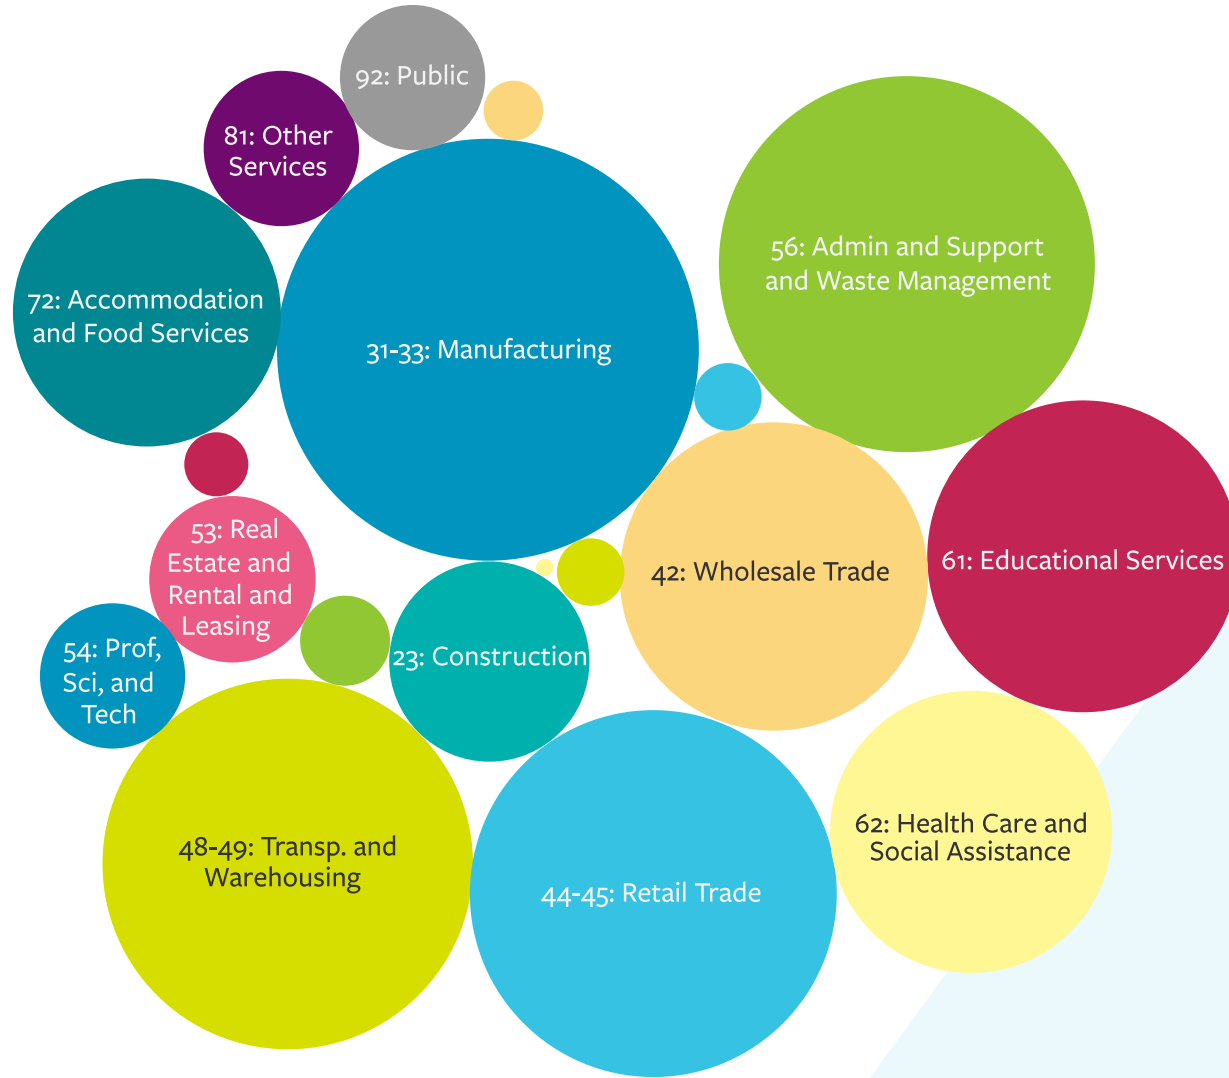 92: Public
81: Other
Services
56: Admin and Support
and Waste Management
72: Accommodation
and Food Services
31-33: Manufacturing
53: Real
Estate and
Rental and
Leasing
42: Wholesale Trade
61: Educational Services
54: Prof,
Sci, and
Tech
23: Construction
48-49: Transp. and
Warehousing
44-45: Retail Trade
62: Health Care and
Social Assistance